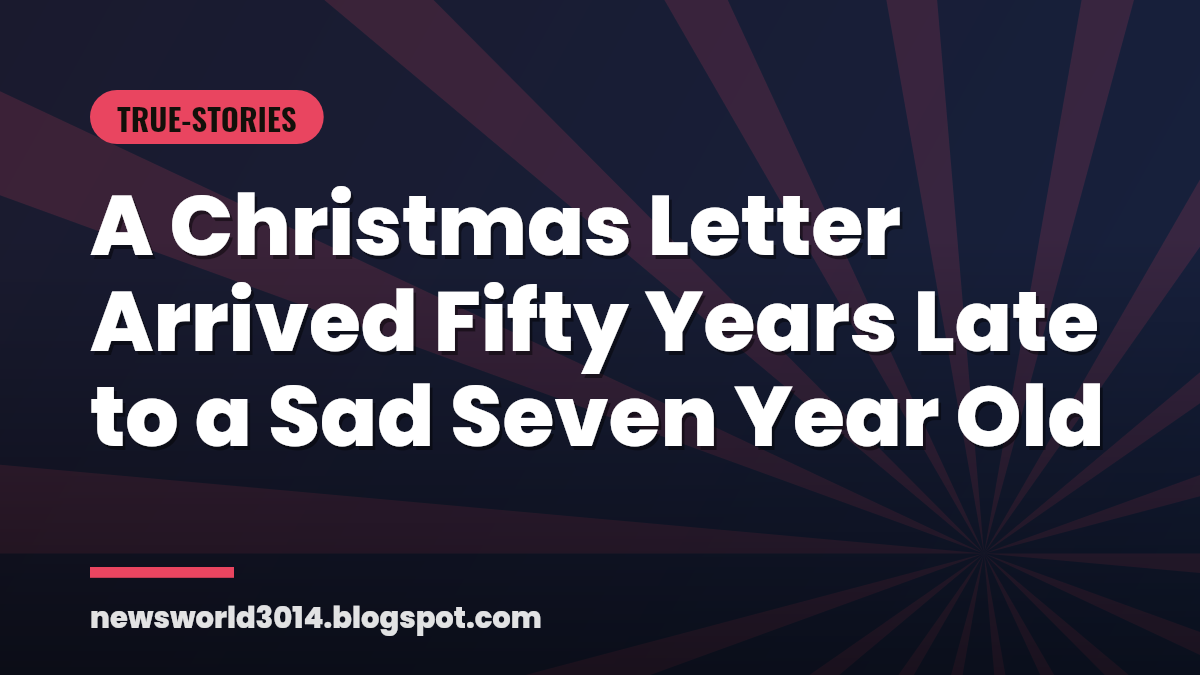 TRUE-STORIES
A Christmas Letter
Arrived Fifty Years Late
to a Sad Seven Year Old
newsworld3014.blogspot.com